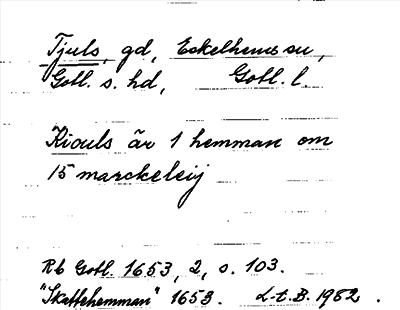 Tjuls, gd, Eskelhems sn,
Gotl. s. hd, Gotl. l.
Kiouls är 1 hemman om
15 marckeleij
Rb Gotl. 1653, 2, s. 103.
"Skattehemman" 1653. L-t. B. 1982.